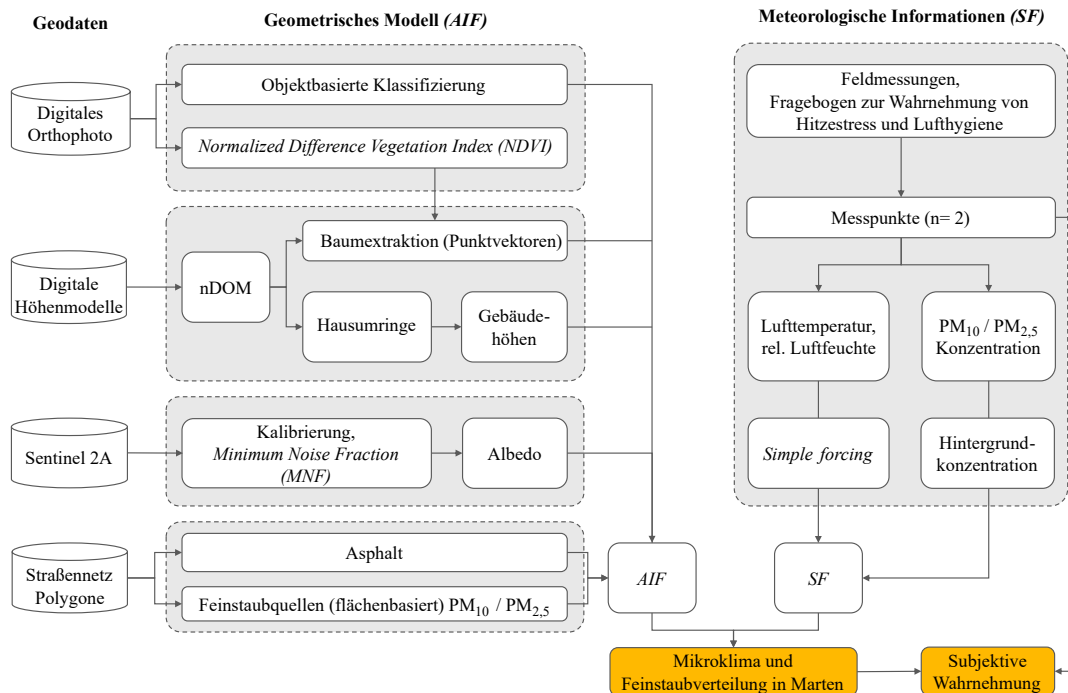 Geodaten
Geometrisches Modell (AIF)
Meteorologische Informationen (SF)
Digitales
Orthophoto
Objektbasierte Klassifizierung
Normalized Difference Vegetation Index (NDVI)
Digitale
Höhenmodelle
nDOM
Baumextraktion (Punktvektoren)
Hausumringe
Gebäude-
höhen
Sentinel 2A
Kalibrierung,
Minimum Noise Fraction
(MNF)
Albedo
Straßennetz
Polygone
Asphalt
Feinstaubquellen (flächenbasiert) PM10 / PM2,5
Feldmessungen,
Fragebogen zur Wahrnehmung von
Hitzestress und Lufthygiene
Messpunkte (n= 2)
Lufttemperatur,
rel. Luftfeuchte
PM10 / PM2,5
Konzentration
Simple forcing
Hintergrund-
konzentration
AIF
SF
Mikroklima und
Feinstaubverteilung in Marten
Subjektive
Wahrnehmung